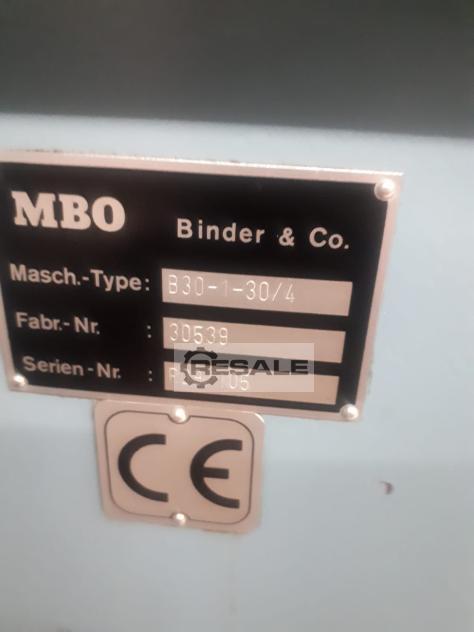 MBO Binder & Co.
Masch.-Type: B30-1-30/4
Fabr.-Nr. : 30539
RESALE
Serien-Nr. :
CE